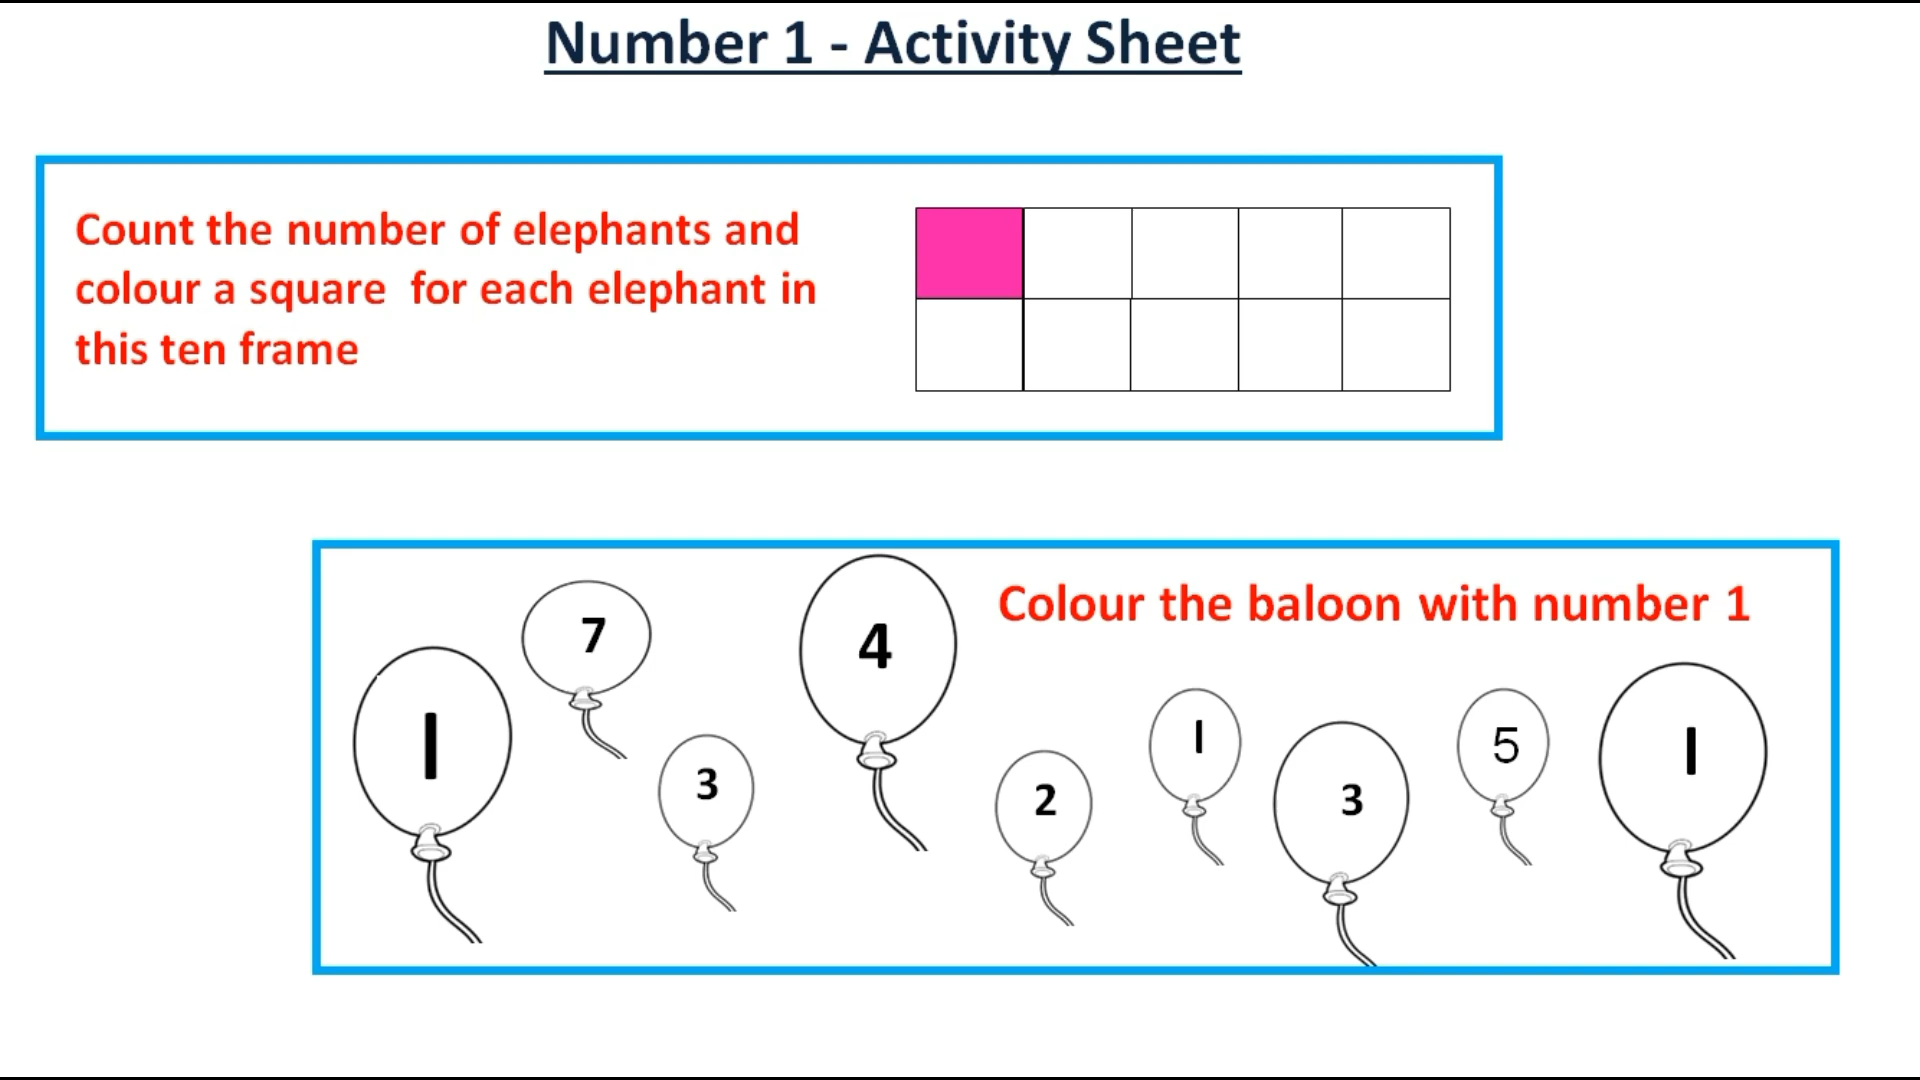 Number 1 - Activity Sheet
Count the number of elephants and
colour a square for each elephant in
this ten frame
Colour the baloon with number 1
1
7
3
4
2
1
3
5
1